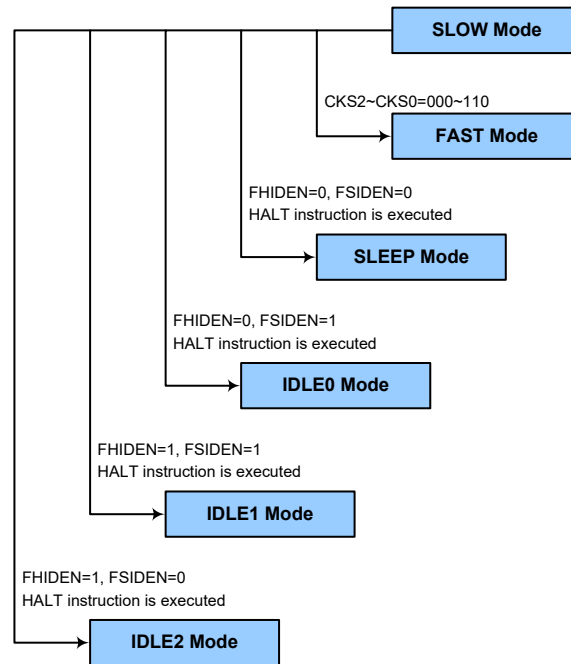 SLOW Mode
CKS2~CKS0=000~110
FAST Mode
FHIDEN=0, FSIDEN=0
HALT instruction is executed
SLEEP Mode
FHIDEN=0, FSIDEN=1
HALT instruction is executed
IDLE0 Mode
FHIDEN=1, FSIDEN=1
HALT instruction is executed
IDLE1 Mode
FHIDEN=1, FSIDEN=0
HALT instruction is executed
IDLE2 Mode